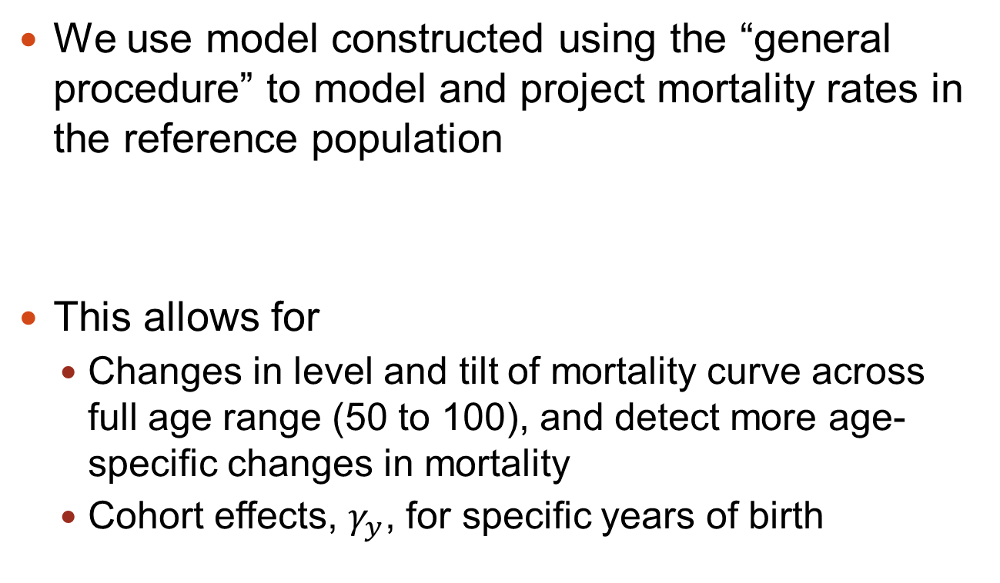 • We use model constructed using the “general
procedure” to model and project mortality rates in
the reference population
• This allows for
• Changes in level and tilt of mortality curve across
full age range (50 to 100), and detect more age-
specific changes in mortality
• Cohort effects, γ_y, for specific years of birth